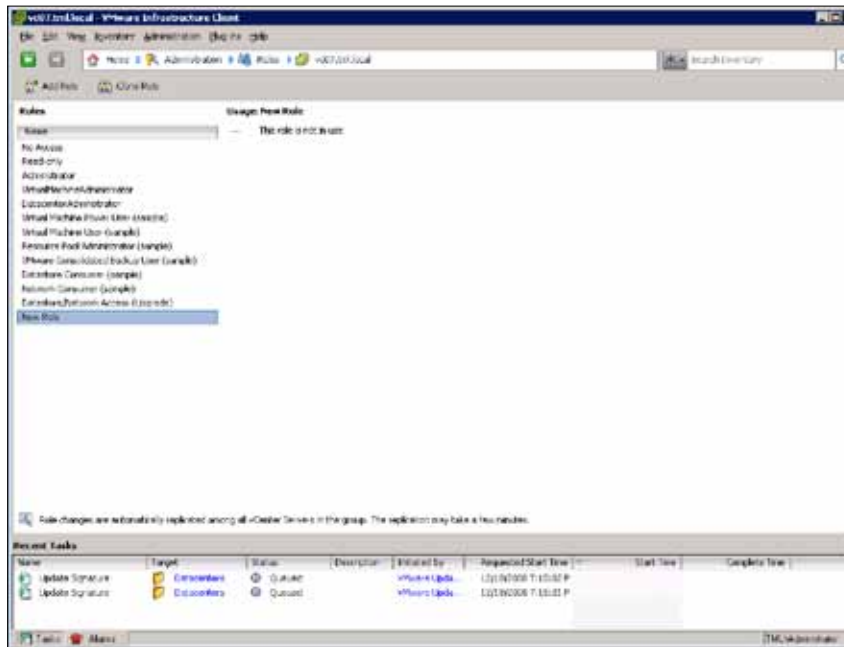 vc07.tml.local - VMware Infrastructure Client
File Edit View Inventory Administration Plug-ins Help
Home Administration Roles vc07.tml.local
Search Inventory
Add Role Clone Role
Roles
Usage: New Role
Name
The role is not in use
No Access
Read-only
Administrator
VirtualMachineAdministrator
DatacenterAdministrator
Virtual Machine Power User (sample)
Virtual Machine User (sample)
Resource Pool Administrator (sample)
VMware Consolidated Backup User (sample)
Datastore Consumer (sample)
Network Consumer (sample)
Datastore/Network Access (Upgrade)
New Role
Role changes are automatically replicated among all vCenter Servers in the group. The replication may take a few minutes.
Recent Tasks
Name Target Status Description Initiated by Requested Start Time Start Time Complete Time
Update Signature Datacenters Queued VMware Upda...
Update Signature Datacenters Queued VMware Upda...
Tasks Alarms TML\Administrator